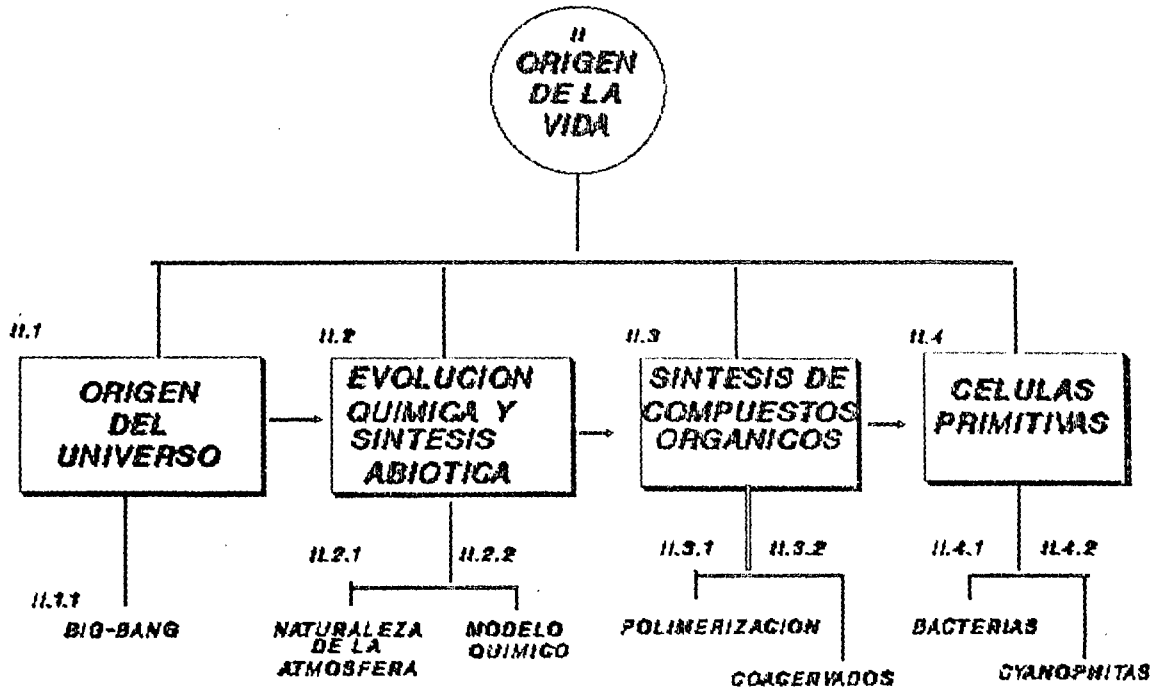 II
ORIGEN
DE LA
VIDA
II.1
ORIGEN
DEL
UNIVERSO
II.1.1
BIG-BANG
II.2
EVOLUCION
QUIMICA Y
SINTESIS
ABIOTICA
II.2.1
NATURALEZA
DE LA
ATMOSFERA
II.2.2
MODELO
QUIMICO
II.3
SINTESIS DE
COMPUESTOS
ORGANICOS
II.3.1
POLIMERIZACION
II.3.2
COACERVADOS
II.4
CELULAS
PRIMITIVAS
II.4.1
BACTERIAS
II.4.2
CYANOPHITAS